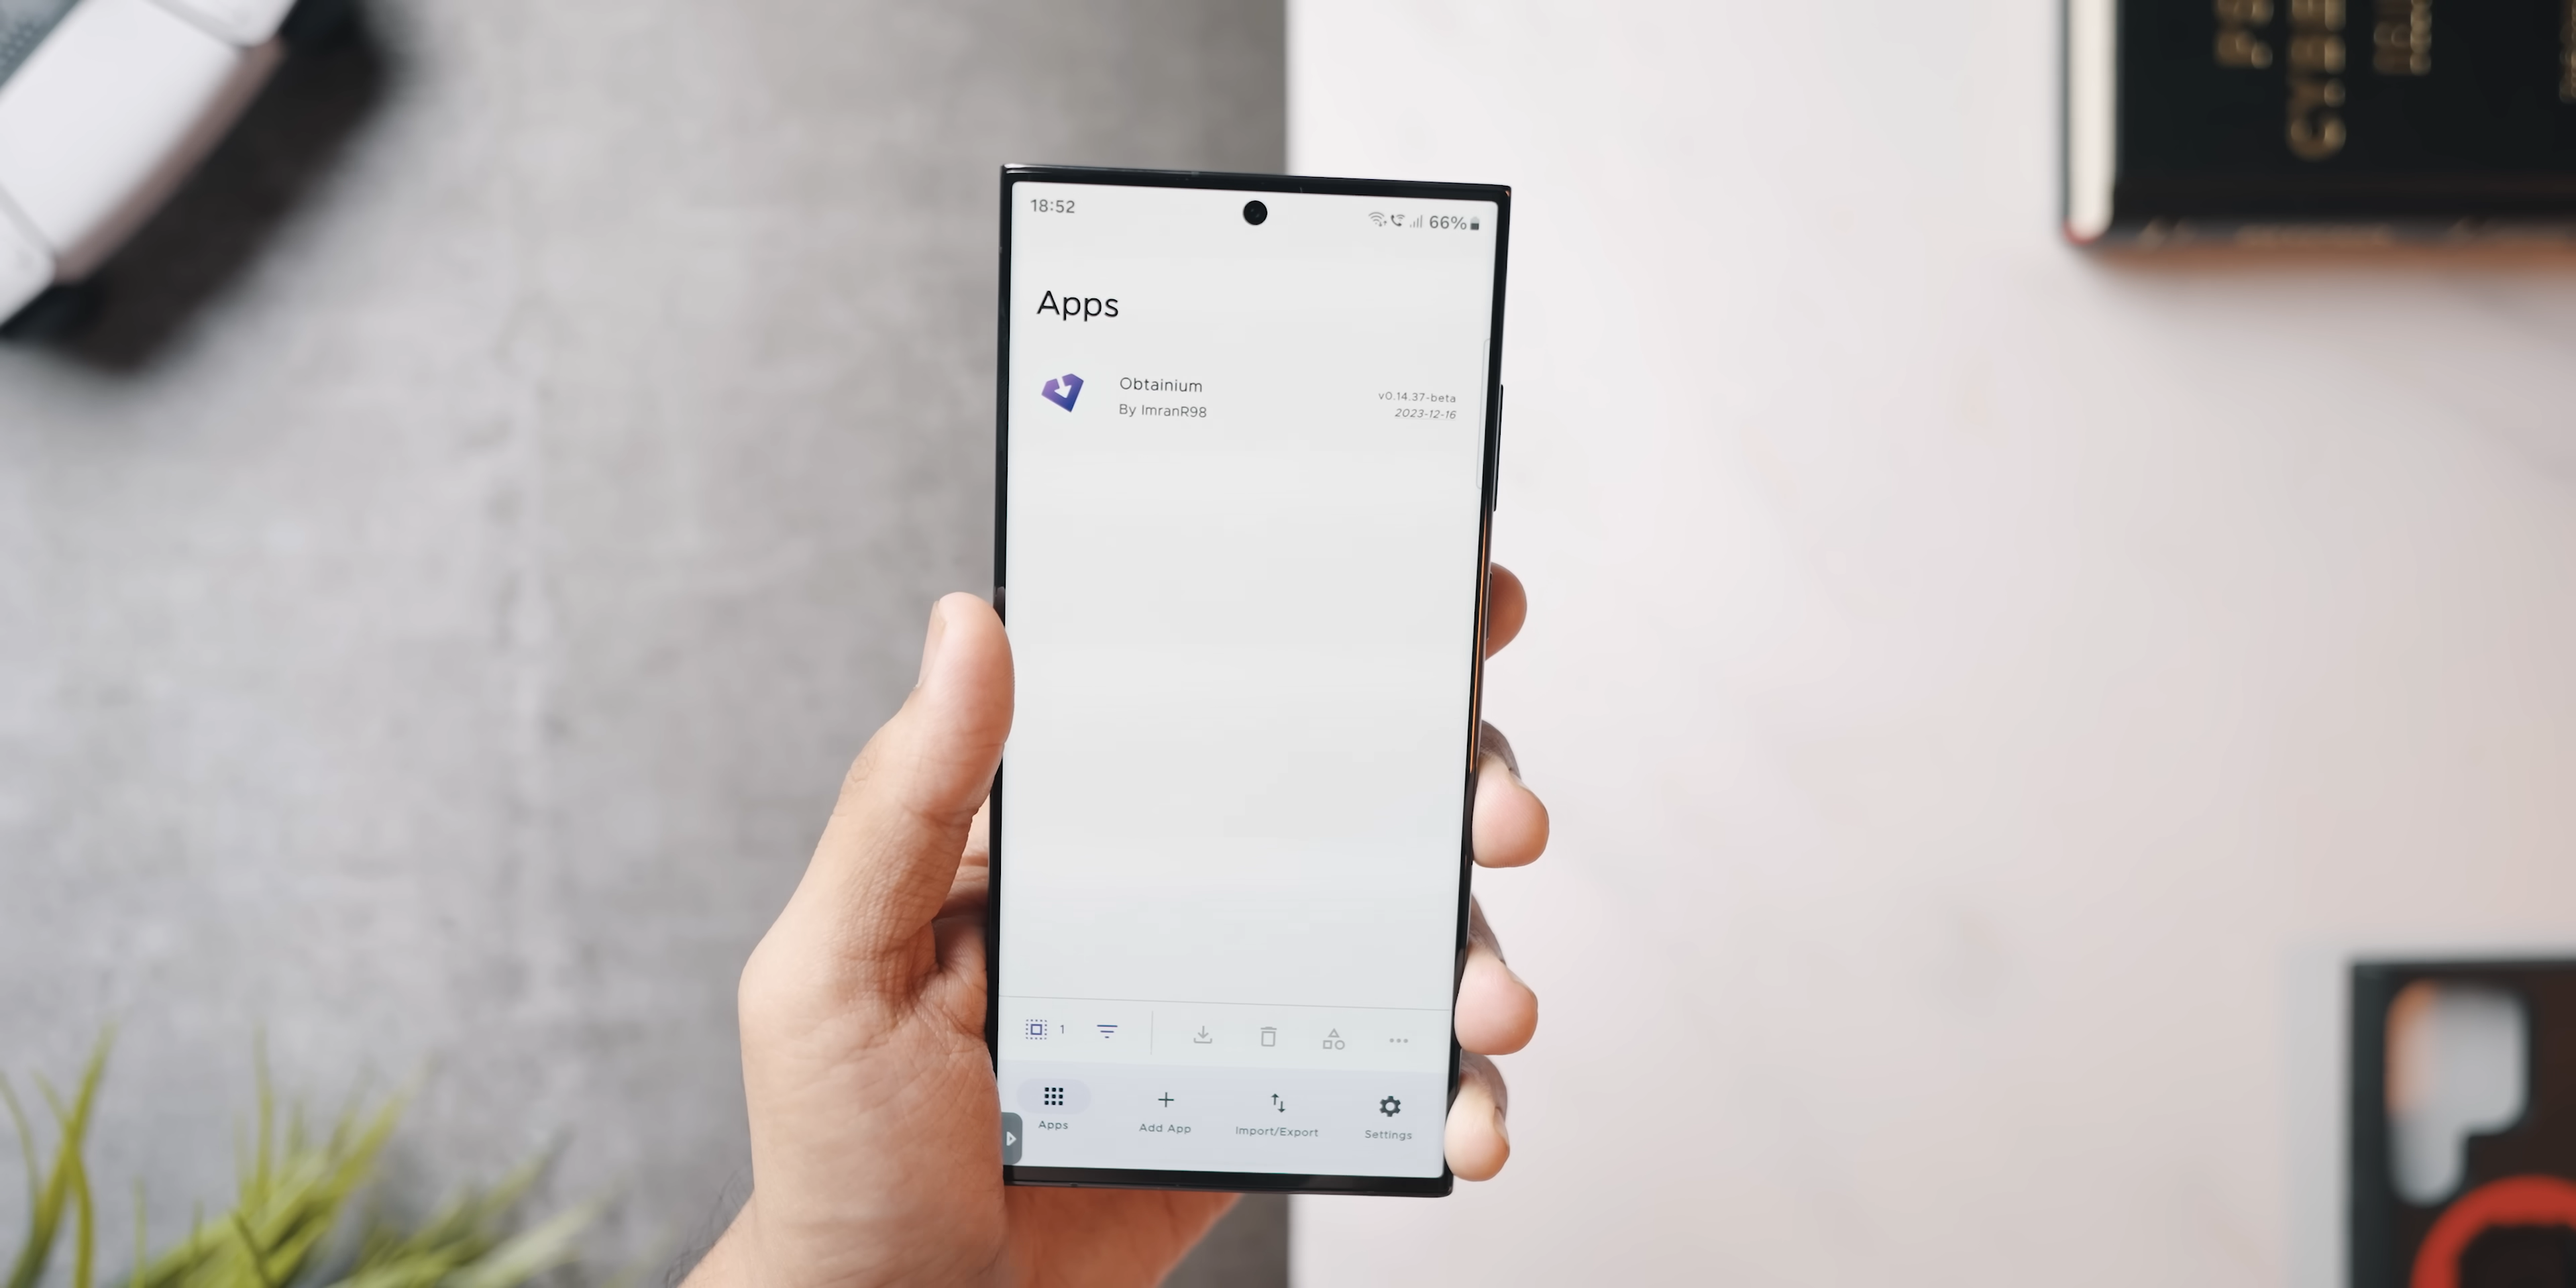 18:52
66%
Apps
Obtainium
v0.14.37-beta
By ImranR98
2023-12-16
1
Apps
Add App
Import/Export
Settings